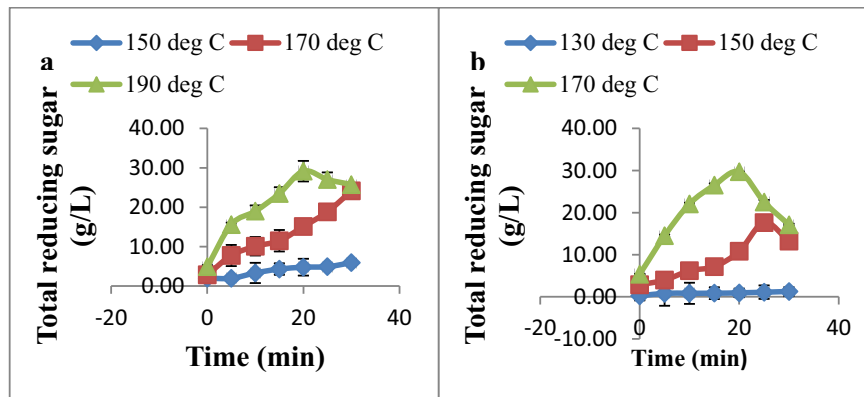 150 deg C 170 deg C
190 deg C
a
Total reducing sugar
(g/L)
40.00
30.00
20.00
10.00
0.00
-20 0 20 40
Time (min)
130 deg C 150 deg C
170 deg C
b
Total reducing sugar
(g/L)
40.00
30.00
20.00
10.00
0.00
-10.00
-20 0 20 40
Time (min)